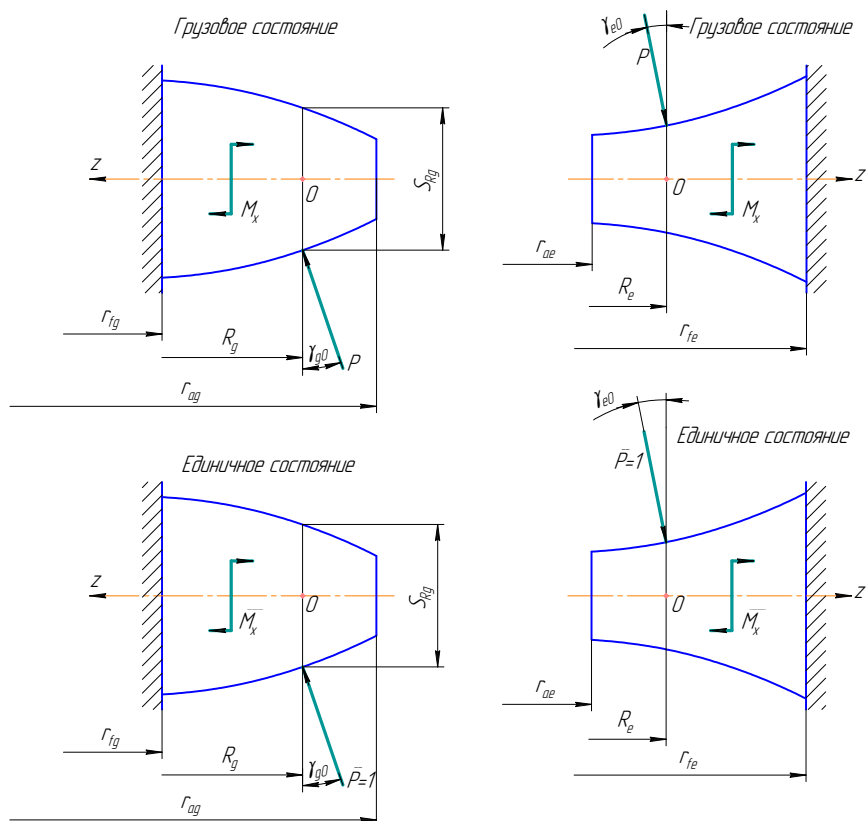 Грузовое состояние
z
M_x
O
S_Rg
r_fg
R_g
γ_g0
P
r_ag
γ_e0
Грузовое состояние
P
O
z
M_x
r_ae
R_e
r_fe
Единичное состояние
z
M̅_x
O
S_Rg
r_fg
R_g
γ_g0
P̅=1
r_ag
γ_e0
Единичное состояние
P̅=1
O
z
M̅_x
r_ae
R_e
r_fe